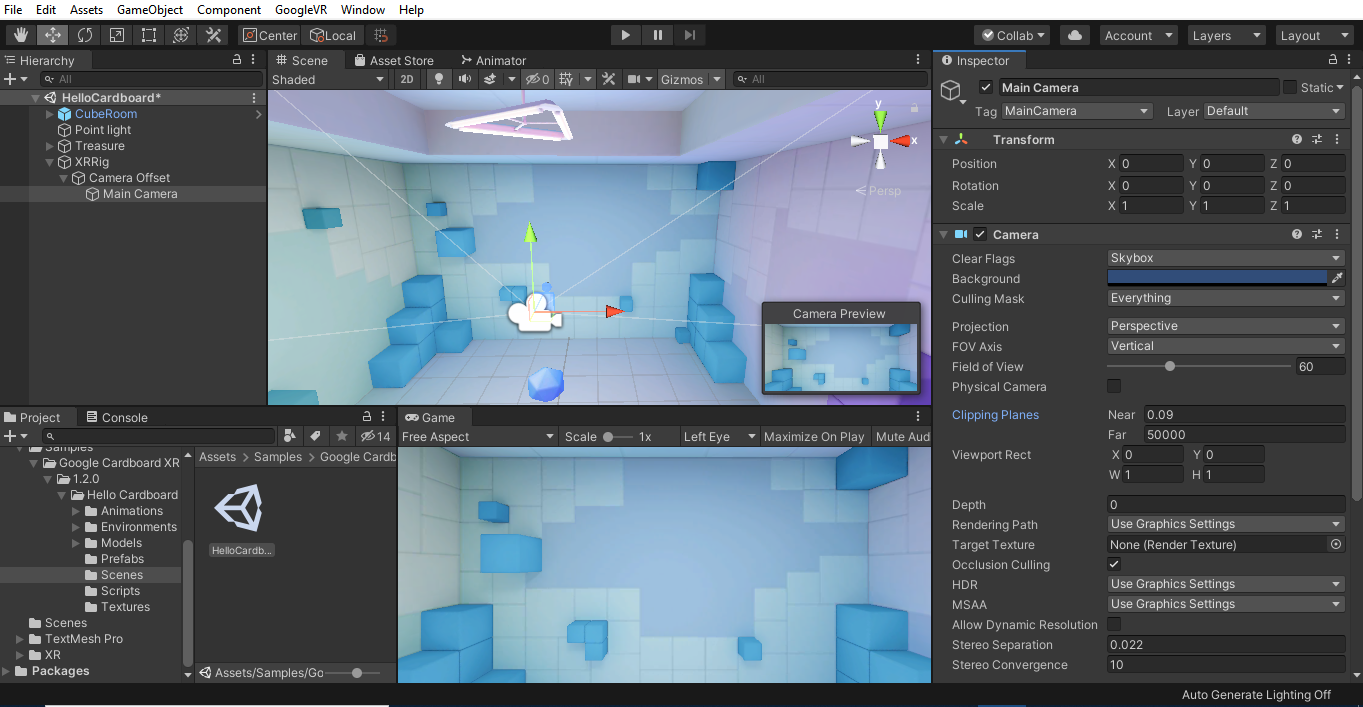 File Edit Assets GameObject Component GoogleVR Window Help
Center Local Collab Account Layers Layout
Hierarchy
All
HelloCardboard*
CubeRoom
Point light
Treasure
XRRig
Camera Offset
Main Camera
Scene Asset Store Animator
Shaded 2D 0 Gizmos All
y
x
Persp
Camera Preview
Inspector
Main Camera Static
Tag MainCamera Layer Default
Transform
Position X 0 Y 0 Z 0
Rotation X 0 Y 0 Z 0
Scale X 1 Y 1 Z 1
Camera
Clear Flags Skybox
Background
Culling Mask Everything
Projection Perspective
FOV Axis Vertical
Field of View 60
Physical Camera
Clipping Planes Near 0.09
Far 50000
Viewport Rect X 0 Y 0
W 1 H 1
Depth 0
Rendering Path Use Graphics Settings
Target Texture None (Render Texture)
Occlusion Culling
HDR Use Graphics Settings
MSAA Use Graphics Settings
Allow Dynamic Resolution
Stereo Separation 0.022
Stereo Convergence 10
Project Console
14
Samples
Google Cardboard XR
1.2.0
Hello Cardboard
Animations
Environments
Models
Prefabs
Scenes
Scripts
Textures
Scenes
TextMesh Pro
XR
Packages
Assets > Samples > Google Cardb
HelloCardb...
Assets/Samples/Go
Game
Free Aspect Scale 1x Left Eye Maximize On Play Mute Aud
Auto Generate Lighting Off